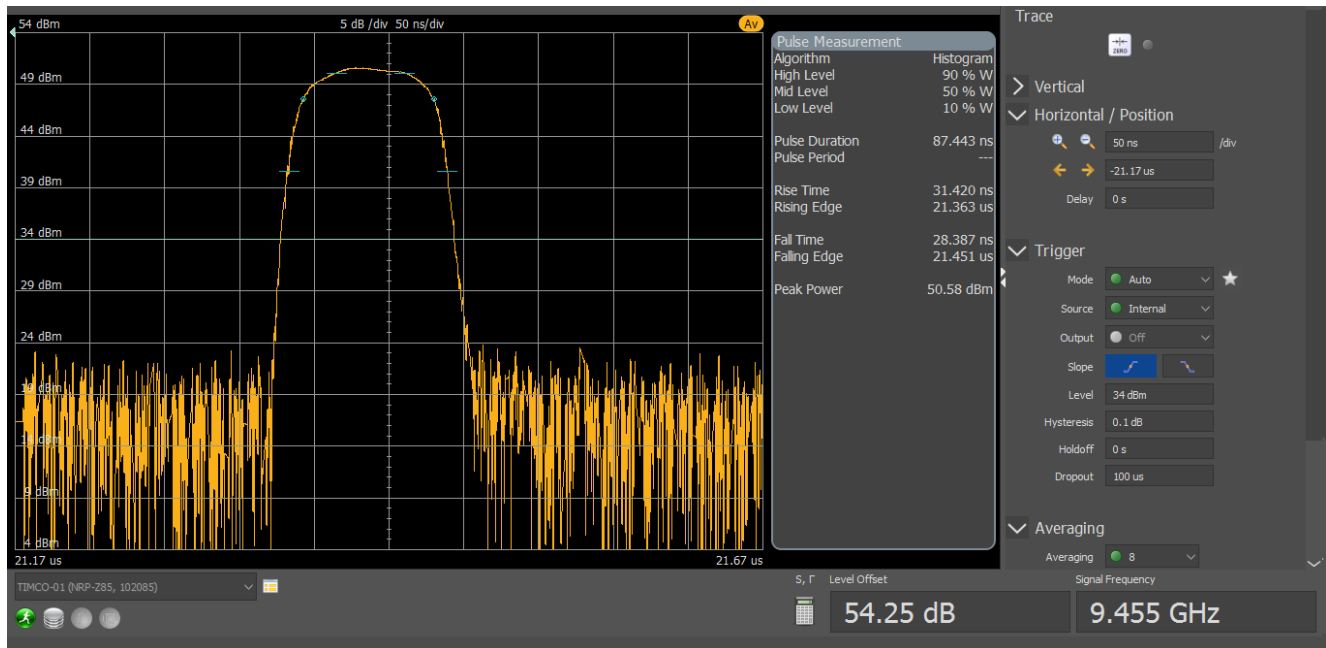 54 dBm
5 dB /div 50 ns/div
Av
49 dBm
44 dBm
39 dBm
34 dBm
29 dBm
24 dBm
19 dBm
14 dBm
9 dBm
4 dBm
21.17 us
21.67 us
Pulse Measurement
Algorithm Histogram
High Level 90 % W
Mid Level 50 % W
Low Level 10 % W
Pulse Duration 87.443 ns
Pulse Period ---
Rise Time 31.420 ns
Rising Edge 21.363 us
Fall Time 28.387 ns
Falling Edge 21.451 us
Peak Power 50.58 dBm
Trace
ZERO
Vertical
Horizontal / Position
50 ns /div
-21.17 us
Delay 0 s
Trigger
Mode Auto
Source Internal
Output Off
Slope
Level 34 dBm
Hysteresis 0.1 dB
Holdoff 0 s
Dropout 100 us
Averaging
Averaging 8
TIMCO-01 (NRP-Z85, 102085)
S, Γ Level Offset
54.25 dB
Signal Frequency
9.455 GHz